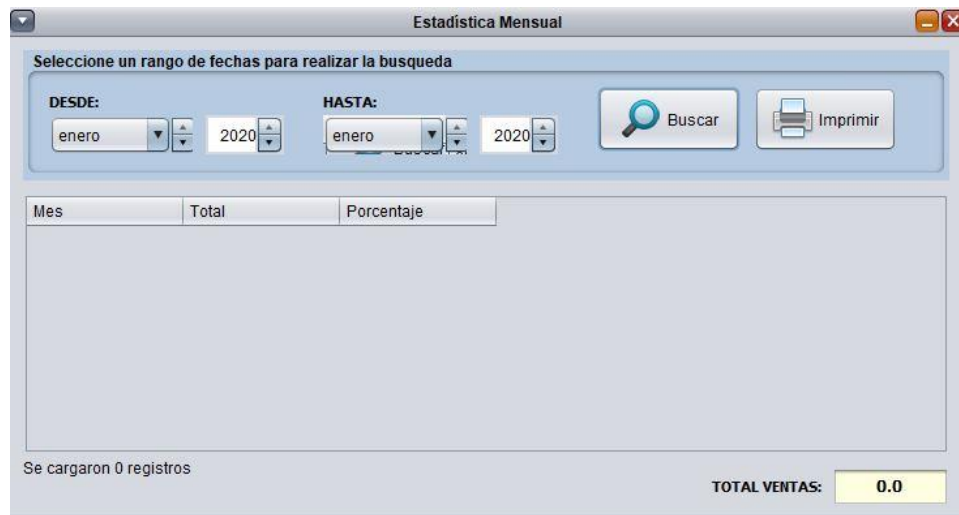 Estadística Mensual
Seleccione un rango de fechas para realizar la busqueda
DESDE: HASTA:
enero 2020 enero 2020 Buscar Imprimir
Mes Total Porcentaje
Se cargaron 0 registros
TOTAL VENTAS: 0.0